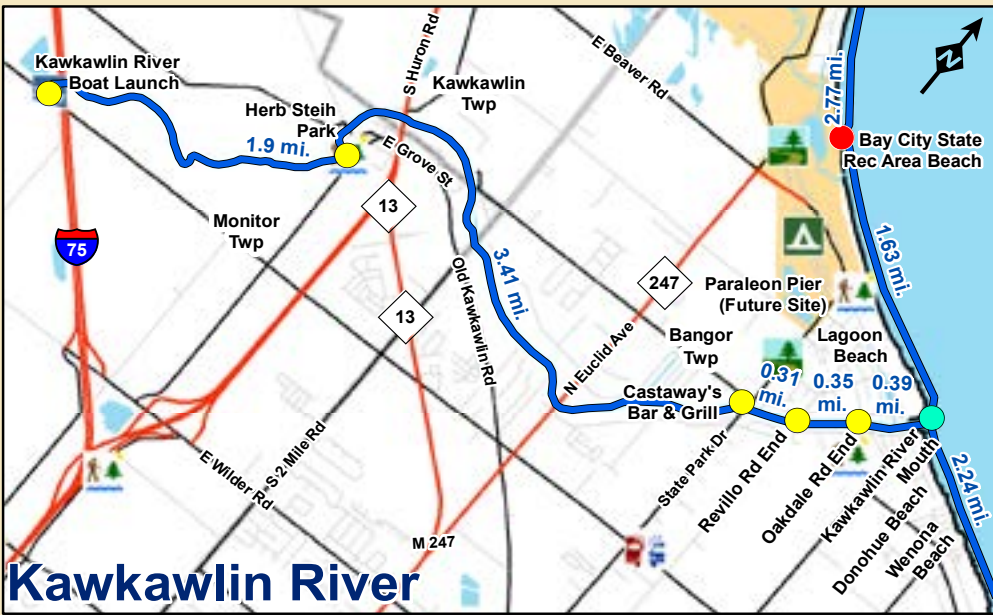 Kawkawlin River
Boat Launch
S Huron Rd
Kawkawlin
Twp
E Beaver Rd
N
2.77 mi.
Herb Steih
Park
1.9 mi.
E Grove St
Bay City State
Rec Area Beach
13
Monitor
Twp
75
3.41 mi.
Old Kawkawlin Rd
1.63 mi.
247
Paraleon Pier
(Future Site)
13
N Euclid Ave
Bangor
Twp
Lagoon
Beach
0.31
mi.
0.35
mi.
0.39
mi.
Castaway's
Bar & Grill
S 2 Mile Rd
E Wilder Rd
State Park Dr
Revillo Rd End
Oakdale Rd End
Kawkawlin River
Mouth
Donohue Beach
Wenona
Beach
2.24 mi.
M 247
Kawkawlin River